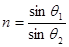 n = sin θ₁ / sin θ₂